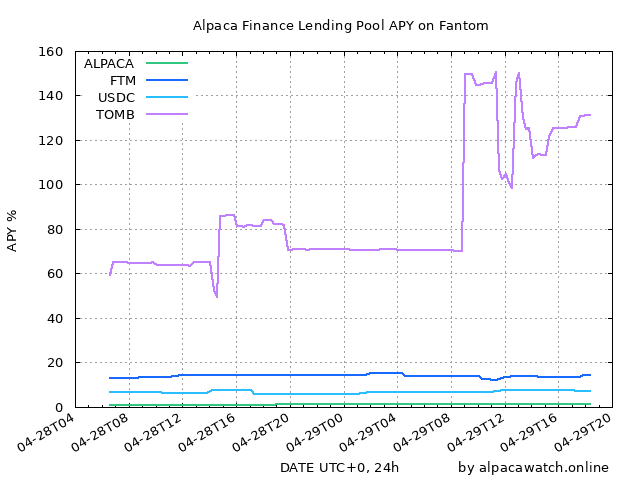 Alpaca Finance Lending Pool APY on Fantom
APY %
160
140
120
100
80
60
40
20
0
ALPACA
FTM
USDC
TOMB
04-28T04
04-28T08
04-28T12
04-28T16
04-28T20
04-29T00
04-29T04
04-29T08
04-29T12
04-29T16
04-29T20
DATE UTC+0, 24h
by alpacawatch.online